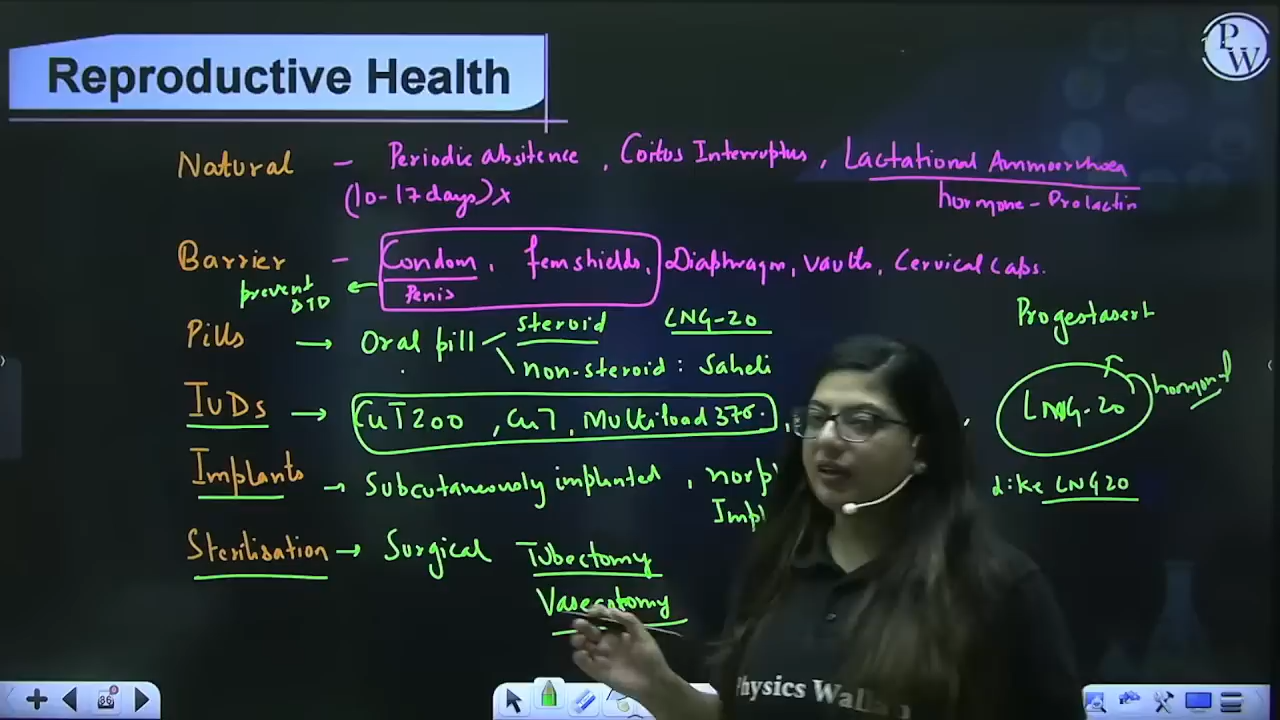 Reproductive Health
PW
Natural - Periodic absitence, Coitus Interruptus, Lactational Ammoerrhoea
(10-17 days) x
hormone - Prolactin
Barrier - Condom, femshields, Diaphragm, Vaults, Cervical Caps.
Penis
prevent
STD
Pills → Oral pill
steroid
LNG-20
non-steroid : Saheli
Progestasert
IUDs → CuT200, Cu7, Multiload 375.
, LNG-20
hormonal
Implants → Subcutaneously implanted, norp
Impl
like LNG20
Sterilisation → Surgical Tubectomy
Vasectomy
Physics Wallah